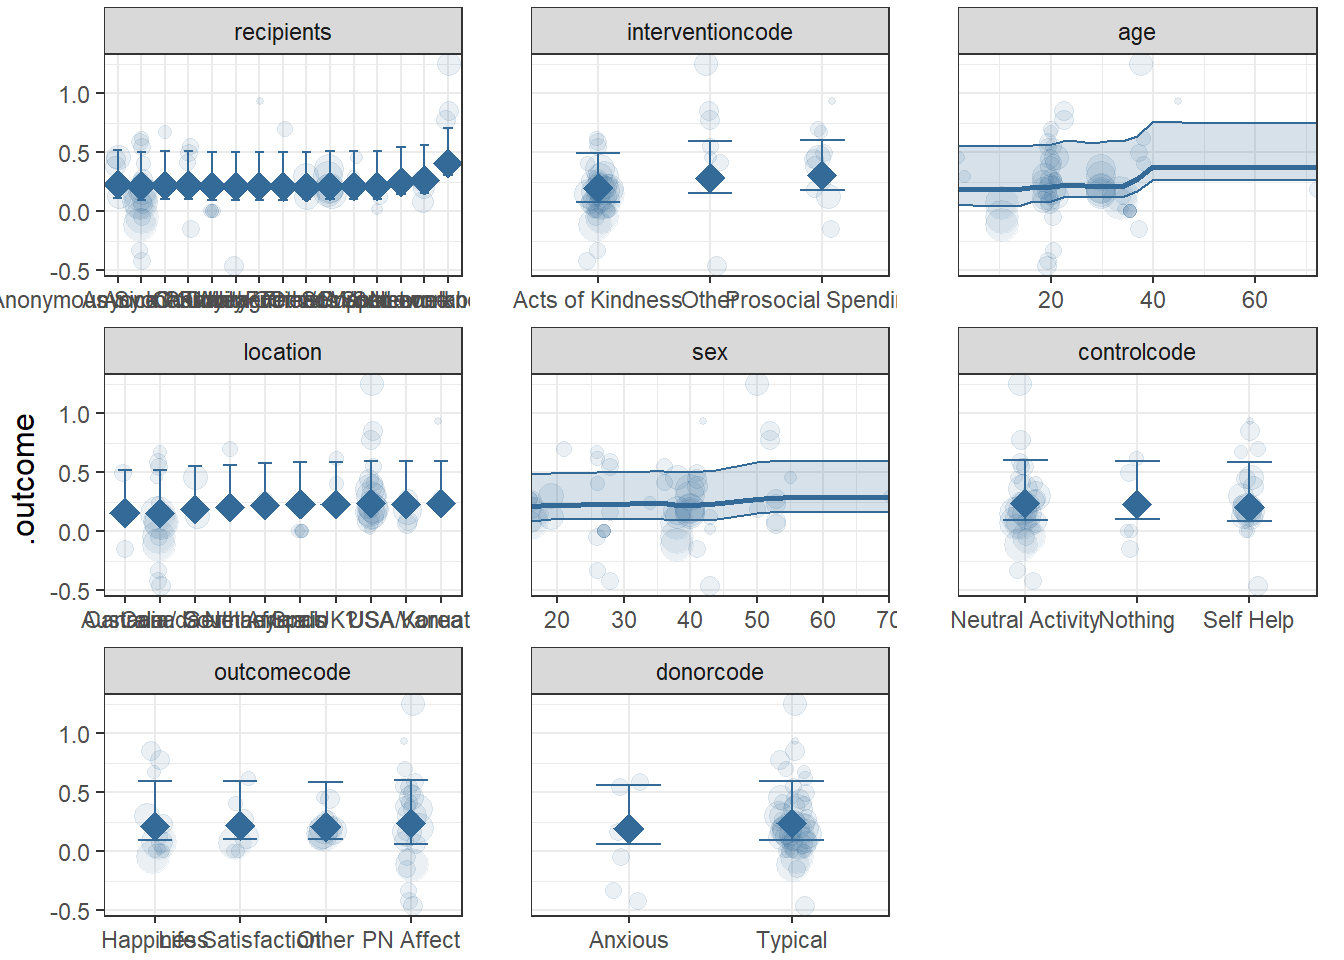 recipients
interventioncode
age
1.0
0.5
0.0
-0.5
Acts of Kindness Other Prosocial Spendin
20 40 60
location
sex
controlcode
.outcome
1.0
0.5
0.0
-0.5
20 30 40 50 60 70
Neutral Activity Nothing Self Help
outcomecode
donorcode
1.0
0.5
0.0
-0.5
Happiness Life Satisfaction Other PN Affect
Anxious Typical